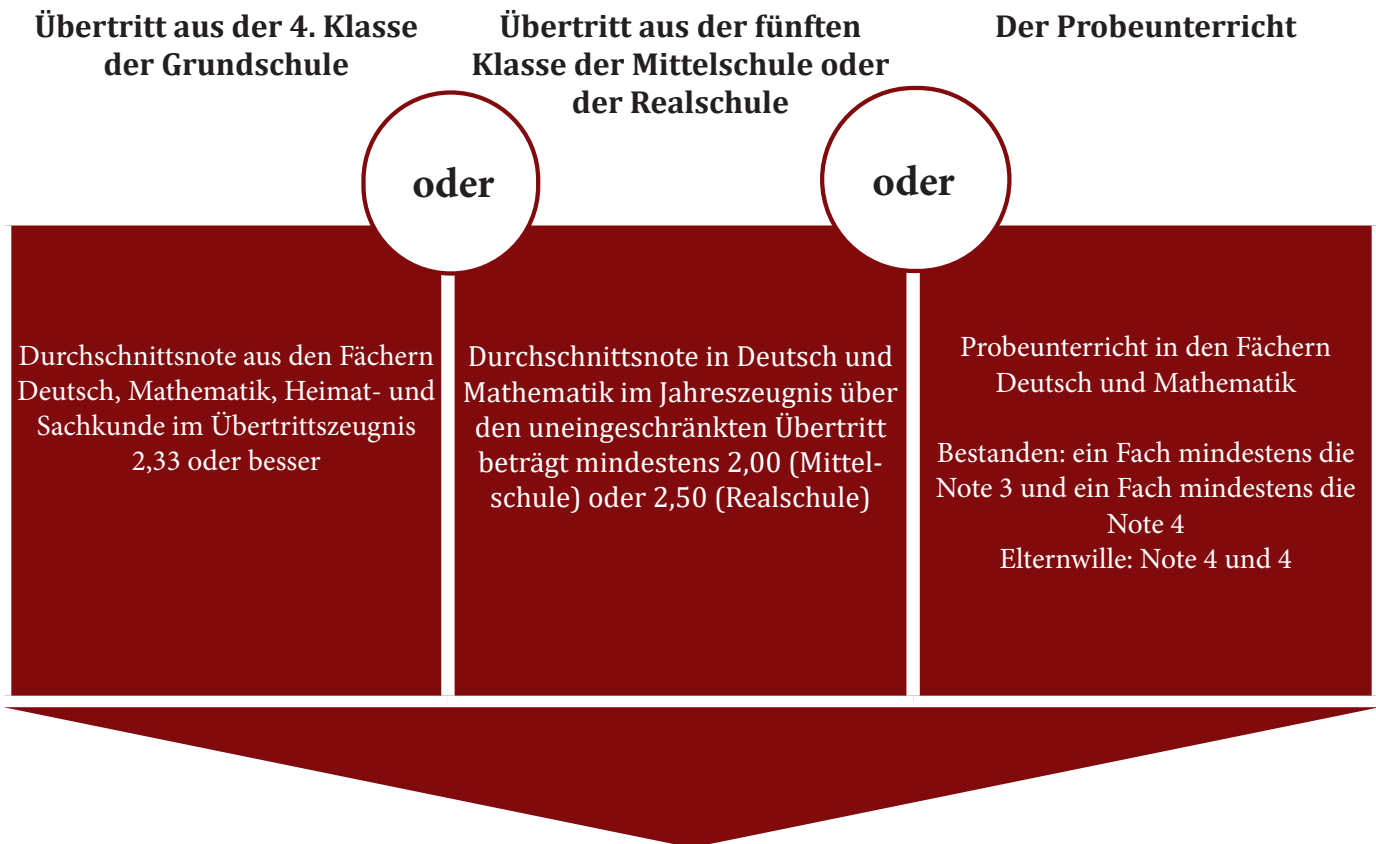 Übertritt aus der 4. Klasse
der Grundschule
Übertritt aus der fünften
Klasse der Mittelschule oder
der Realschule
Der Probeunterricht
oder
oder
Durchschnittsnote aus den Fächern
Deutsch, Mathematik, Heimat- und
Sachkunde im Übertrittszeugnis
2,33 oder besser
Durchschnittsnote in Deutsch und
Mathematik im Jahreszeugnis über
den uneingeschränkten Übertritt
beträgt mindestens 2,00 (Mittel-
schule) oder 2,50 (Realschule)
Probeunterricht in den Fächern
Deutsch und Mathematik
Bestanden: ein Fach mindestens die
Note 3 und ein Fach mindestens die
Note 4
Elternwille: Note 4 und 4